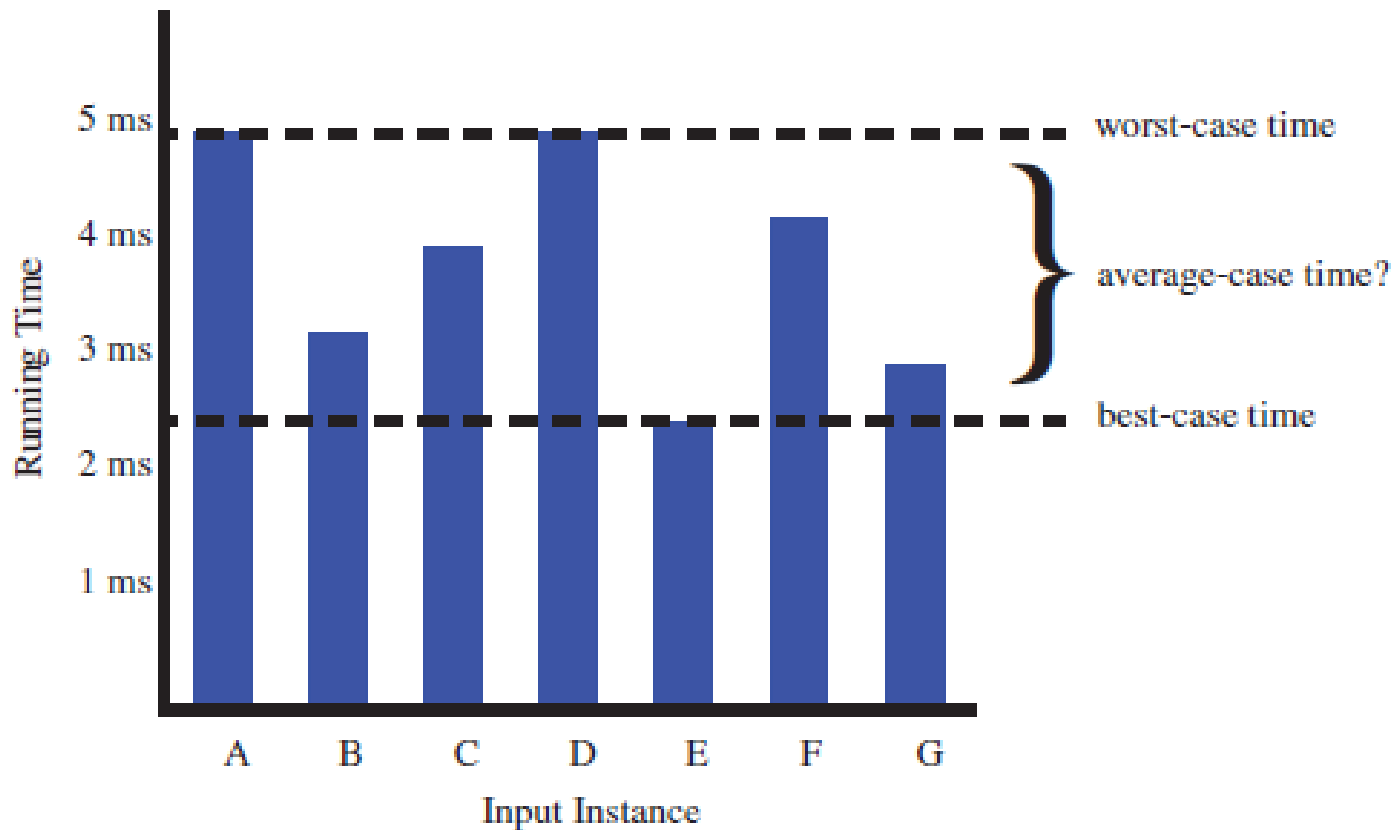 5 ms
worst-case time
4 ms
average-case time?
3 ms
best-case time
2 ms
1 ms
Running Time
A B C D E F G
Input Instance